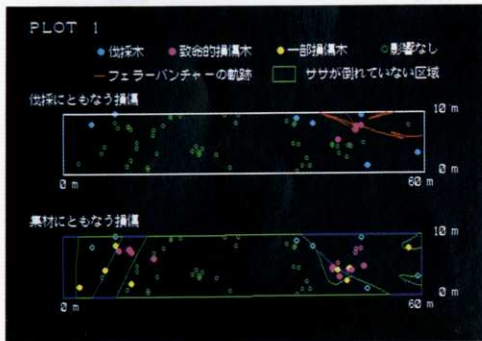 PLOT 1
伐採木 致命的損傷木 一部損傷木 影響なし
フェラーバンチャーの軌跡 ササが倒れていない区域
伐採にともなう損傷
10 m
0 m
0 m 60 m
集材にともなう損傷
10 m
0 m
0 m 60 m